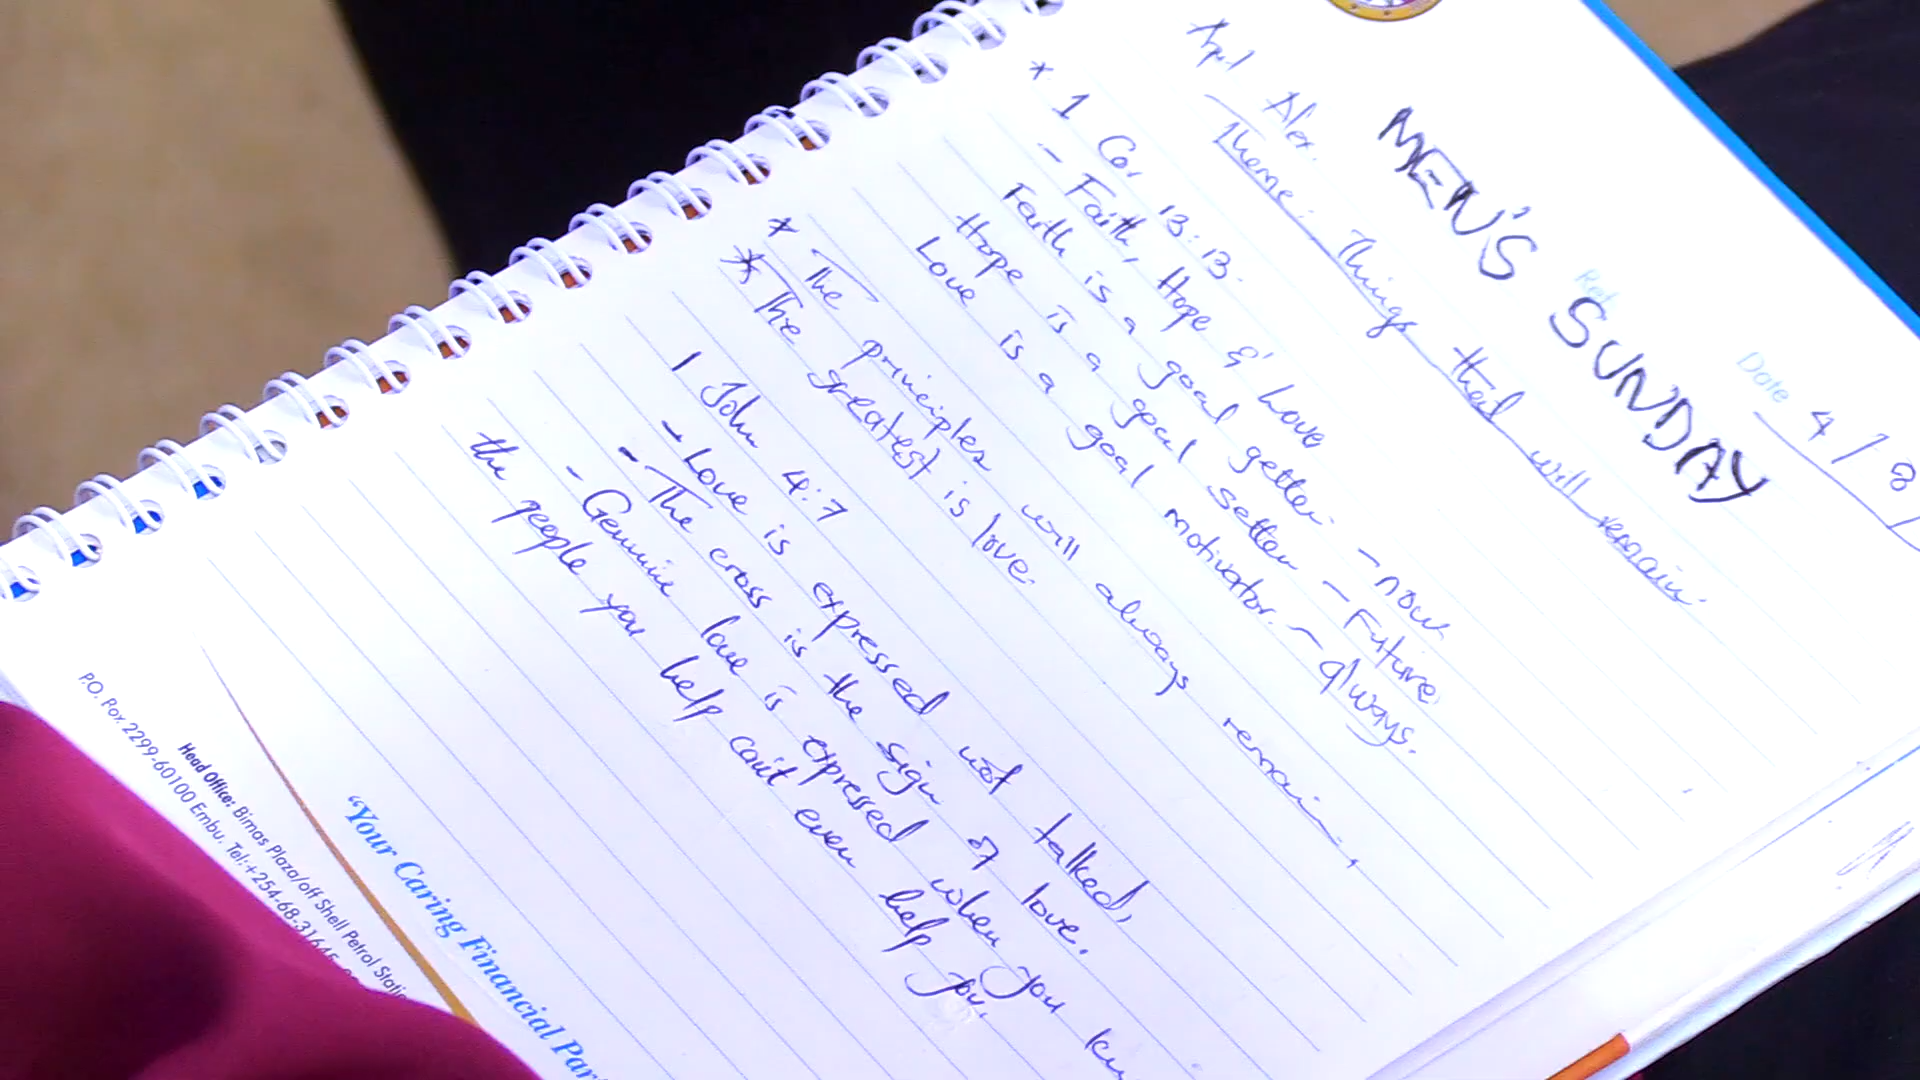 Ref
Date 4/8/
MEN'S SUNDAY
Alex.
Theme: Things that will remain.
* 1 Cor 13:13.
- Faith, Hope & Love
Faith is a goal getter - now
Hope is a goal setter - Future
Love is a goal motivator. - always.
* The principles will always remain,
* The greatest is love.
1 John 4:7
- Love is expressed not talked,
- The cross is the sign of love.
- Genuine love is expressed when you
the people you help can't even help you.
"Your Caring Financial Par
Head Office: Bimas Plaza/off Shell Petrol Statio
P.O. Pox 2299-60100 Embu. Tel:+254-68-31645